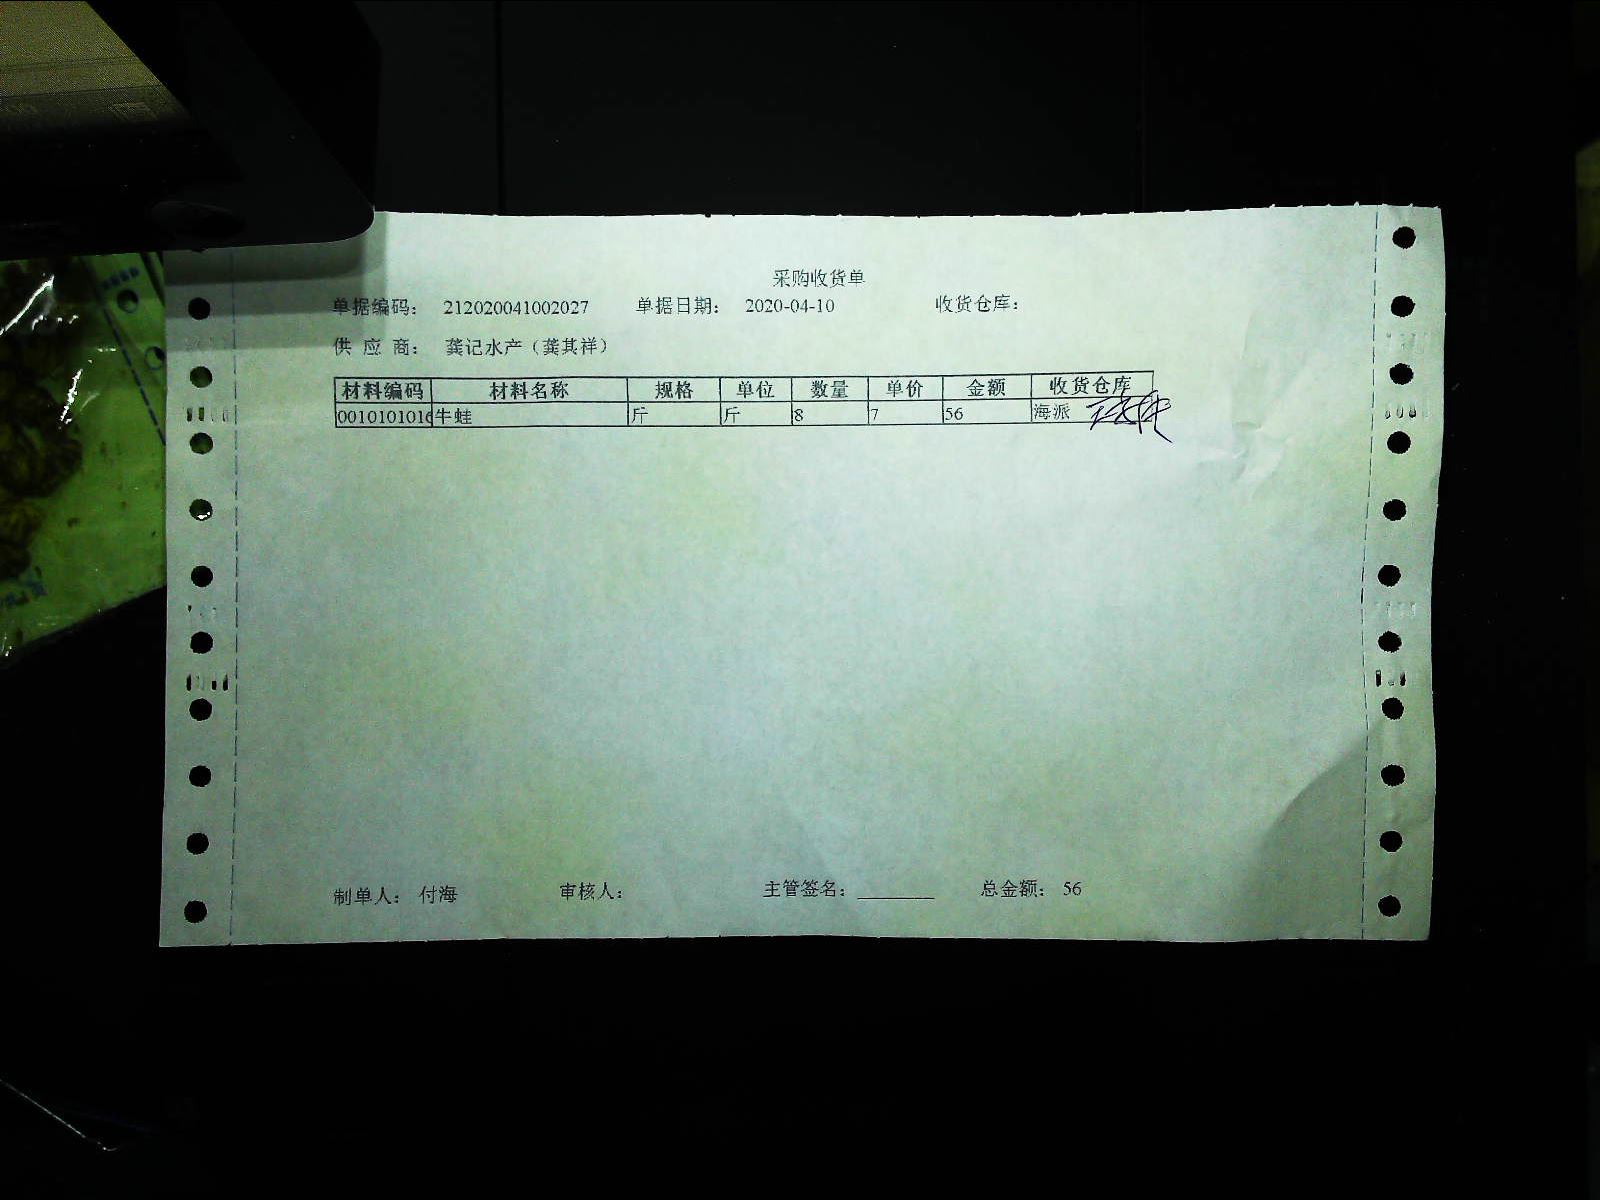 采购收货单
单据编码： 212020041002027 单据日期： 2020-04-10 收货仓库：
供 应 商： 龚记水产（龚其祥）
材料编码 材料名称 规格 单位 数量 单价 金额 收货仓库
0010101016 牛蛙 斤 斤 8 7 56 海派
制单人： 付海 审核人： 主管签名： 总金额： 56